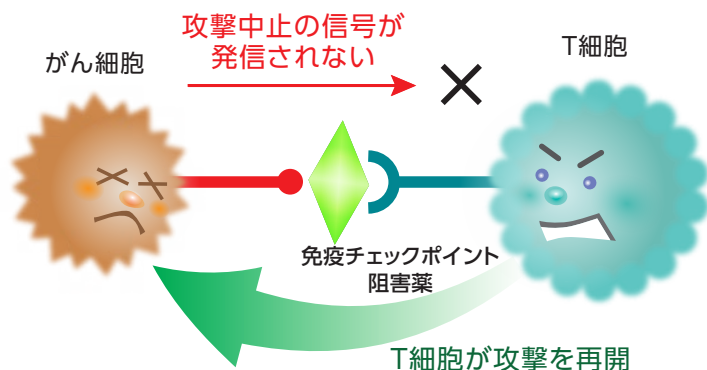 攻撃中止の信号が
発信されない
がん細胞
T細胞
免疫チェックポイント
阻害薬
T細胞が攻撃を再開